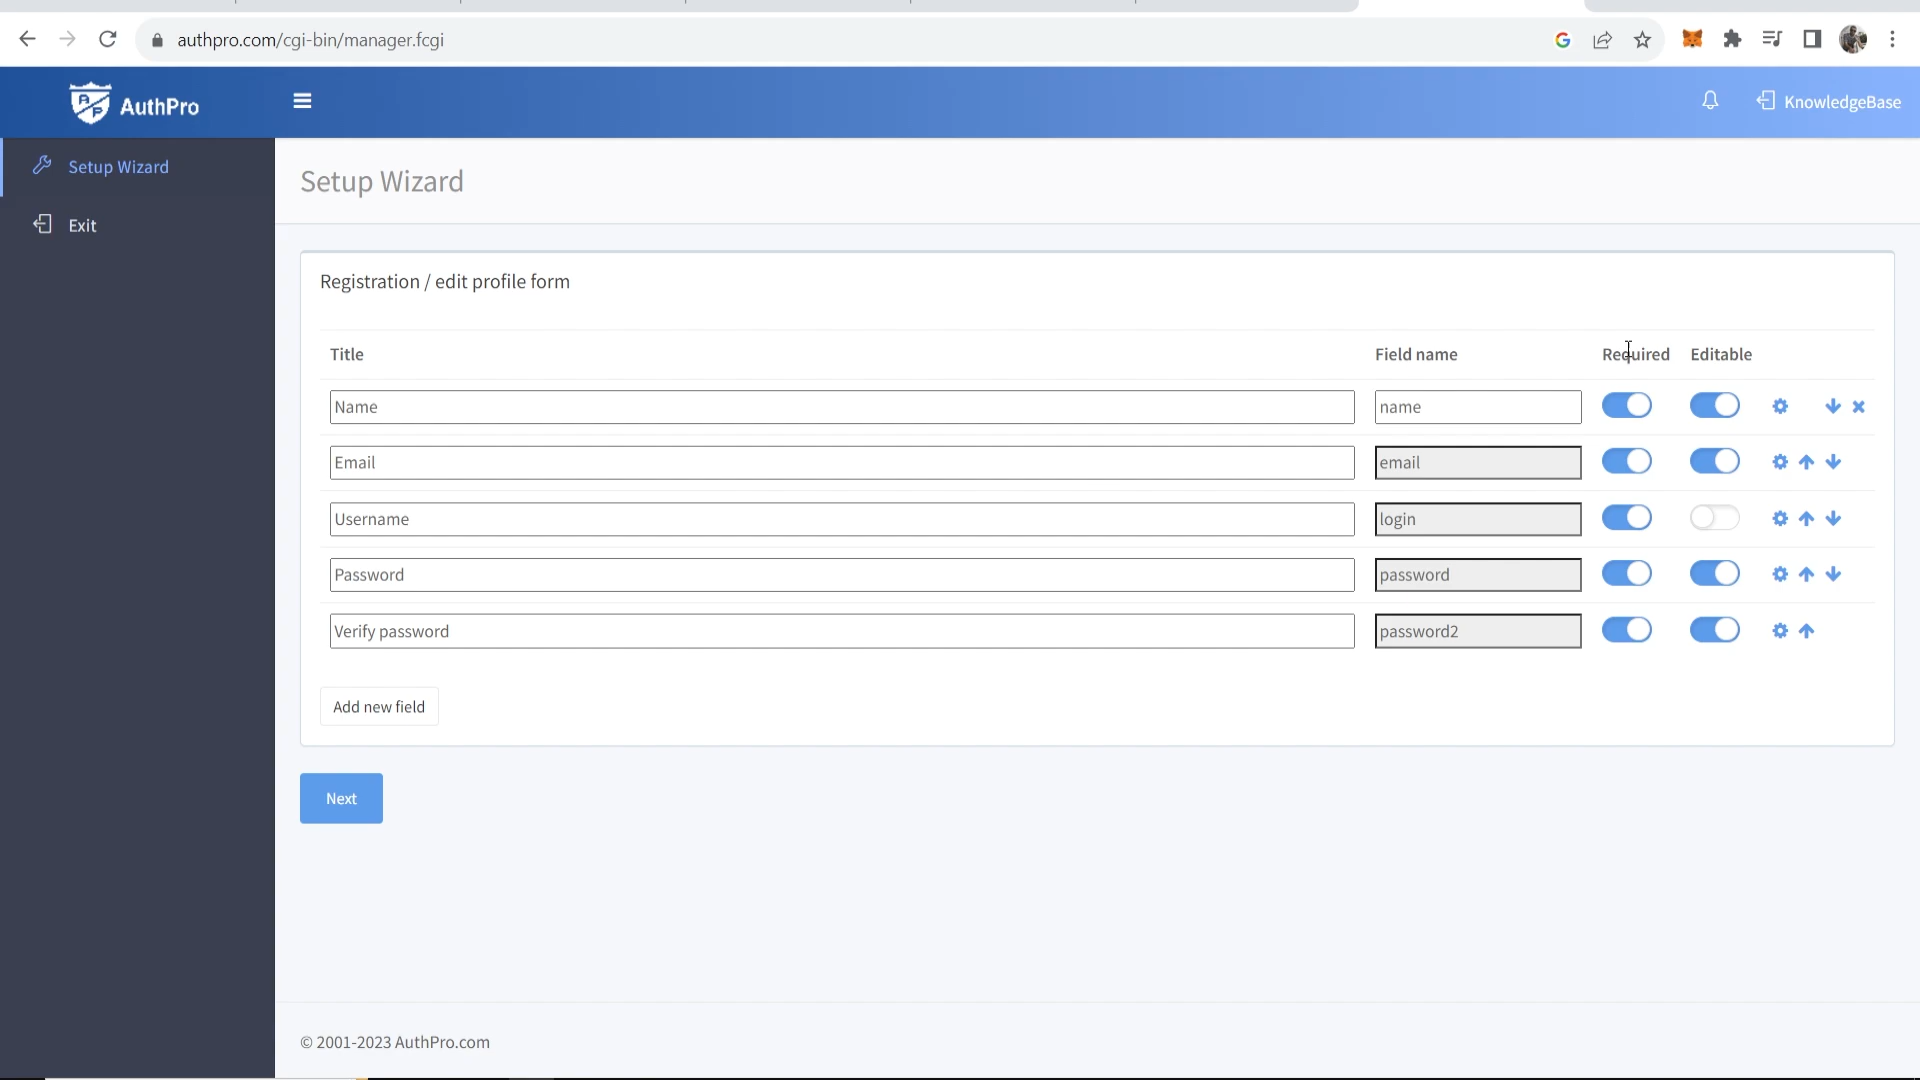 authpro.com/cgi-bin/manager.fcgi
AP AuthPro
KnowledgeBase
Setup Wizard
Exit
Setup Wizard
Registration / edit profile form
Title Field name Required Editable
Name name
Email email
Username login
Password password
Verify password password2
Add new field
Next
© 2001-2023 AuthPro.com